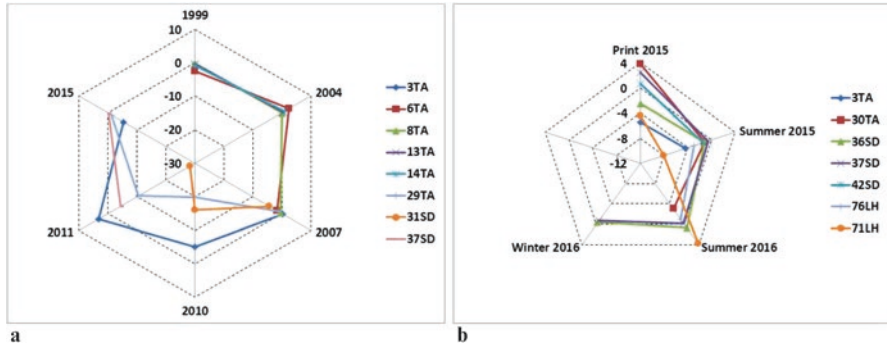 1999
10
0
-10
-20
-30
2004
2007
2010
2011
2015
3TA
6TA
8TA
13TA
14TA
29TA
31SD
37SD
a
Print 2015
4
0
-4
-8
-12
Summer 2015
Summer 2016
Winter 2016
3TA
30TA
36SD
37SD
42SD
76LH
71LH
b